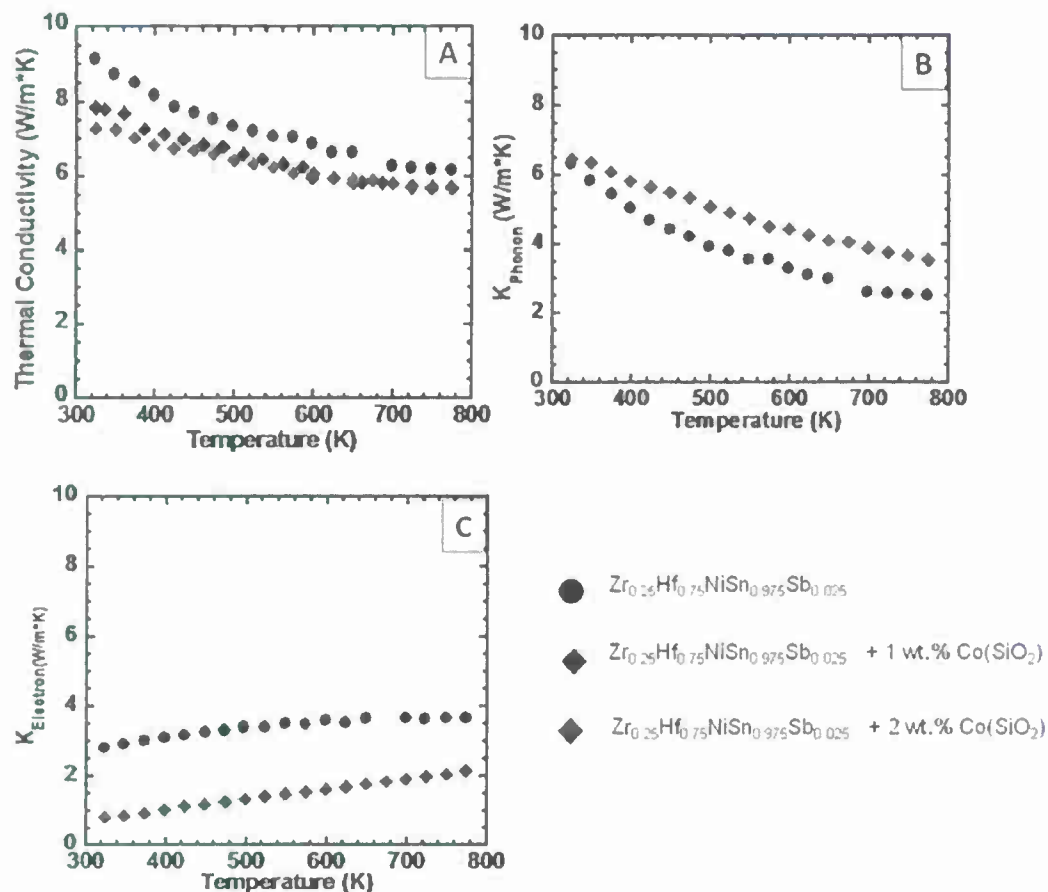 A
Thermal Conductivity (W/m*K)
10
8
6
4
2
0
300 400 500 600 700 800
Temperature (K)
B
K_Phonon (W/m*K)
10
8
6
4
2
0
300 400 500 600 700 800
Temperature (K)
C
K_Electron(W/m*K)
10
8
6
4
2
0
300 400 500 600 700 800
Temperature (K)
Zr0.25Hf0.75NiSn0.975Sb0.025
Zr0.25Hf0.75NiSn0.975Sb0.025 + 1 wt.% Co(SiO2)
Zr0.25Hf0.75NiSn0.975Sb0.025 + 2 wt.% Co(SiO2)